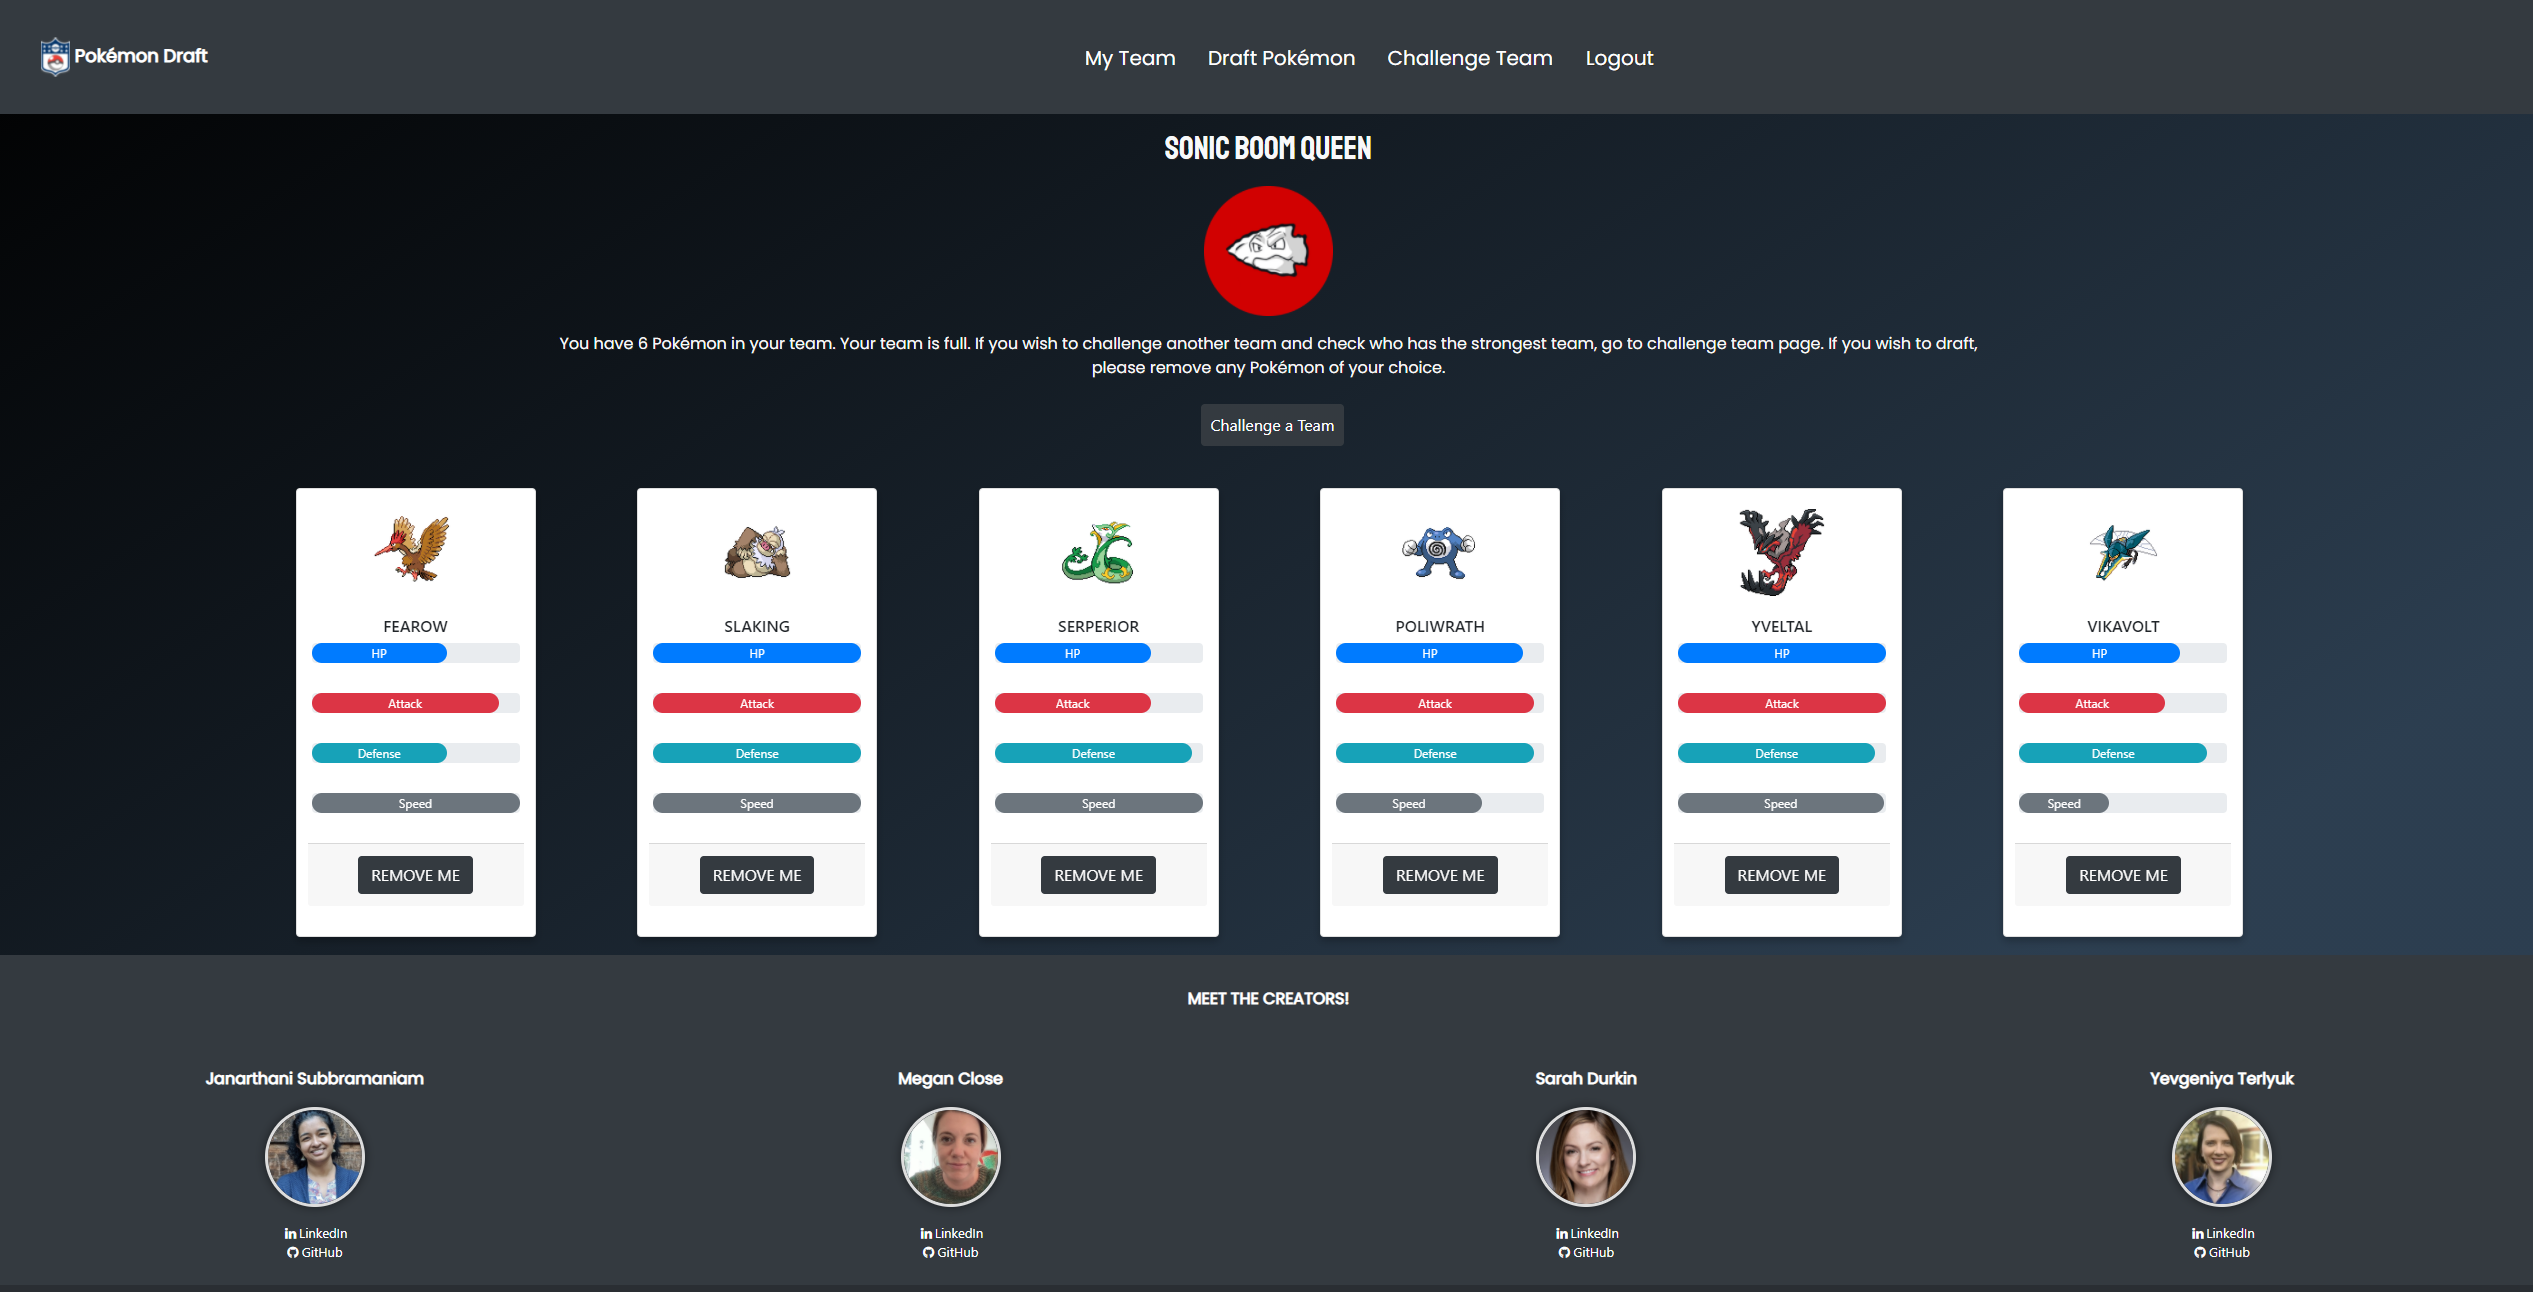 Pokémon Draft
My Team Draft Pokémon Challenge Team Logout
SONIC BOOM QUEEN
You have 6 Pokémon in your team. Your team is full. If you wish to challenge another team and check who has the strongest team, go to challenge team page. If you wish to draft,
please remove any Pokémon of your choice.
Challenge a Team
FEAROW
HP
Attack
Defense
Speed
REMOVE ME
SLAKING
HP
Attack
Defense
Speed
REMOVE ME
SERPERIOR
HP
Attack
Defense
Speed
REMOVE ME
POLIWRATH
HP
Attack
Defense
Speed
REMOVE ME
YVELTAL
HP
Attack
Defense
Speed
REMOVE ME
VIKAVOLT
HP
Attack
Defense
Speed
REMOVE ME
MEET THE CREATORS!
Janarthani Subbramaniam
LinkedIn
GitHub
Megan Close
LinkedIn
GitHub
Sarah Durkin
LinkedIn
GitHub
Yevgeniya Terlyuk
LinkedIn
GitHub